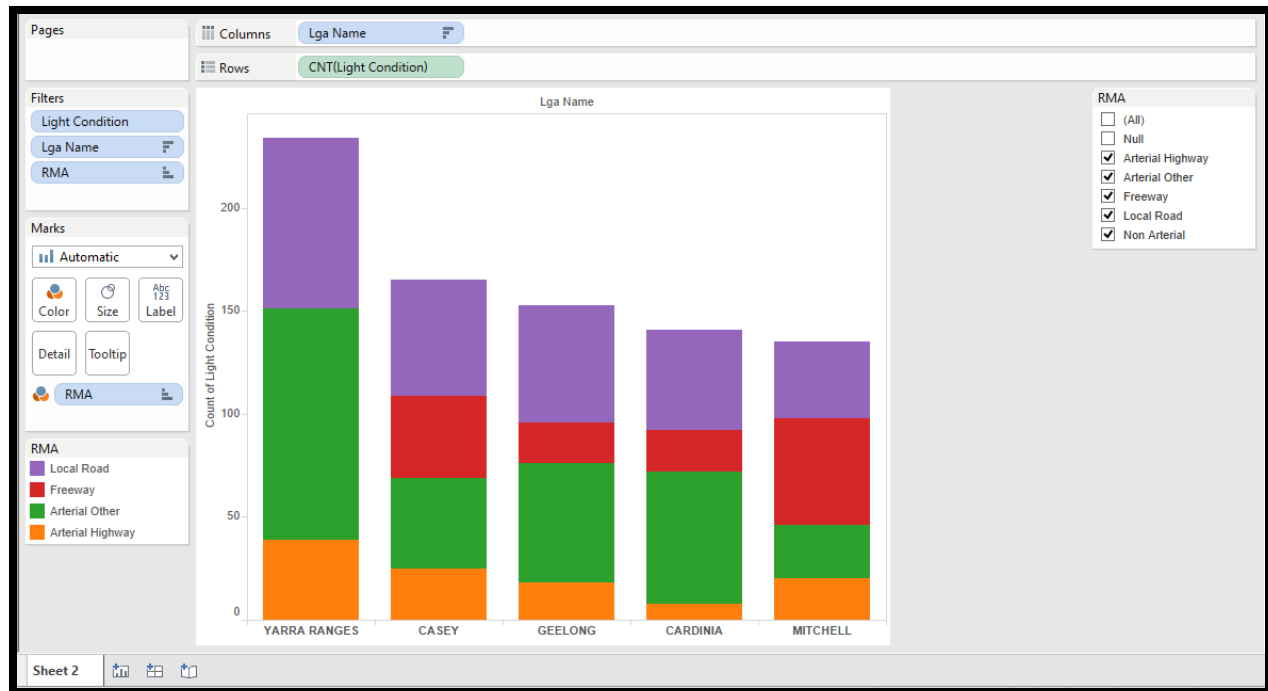 Pages
Columns
Lga Name
Rows
CNT(Light Condition)
Filters
Light Condition
Lga Name
RMA
Marks
Automatic
Color
Size
Abc
123
Label
Detail
Tooltip
RMA
RMA
Local Road
Freeway
Arterial Other
Arterial Highway
Lga Name
Count of Light Condition
200
150
100
50
0
YARRA RANGES
CASEY
GEELONG
CARDINIA
MITCHELL
RMA
(All)
Null
Arterial Highway
Arterial Other
Freeway
Local Road
Non Arterial
Sheet 2